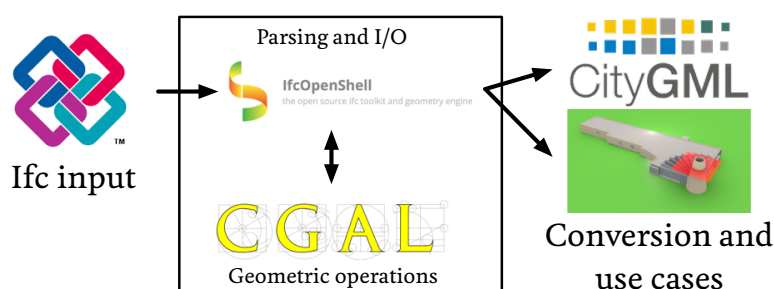 Parsing and I/O
IfcOpenShell
the open source ifc toolkit and geometry engine
TM
Ifc input
CGAL
Geometric operations
CityGML
Conversion and
use cases